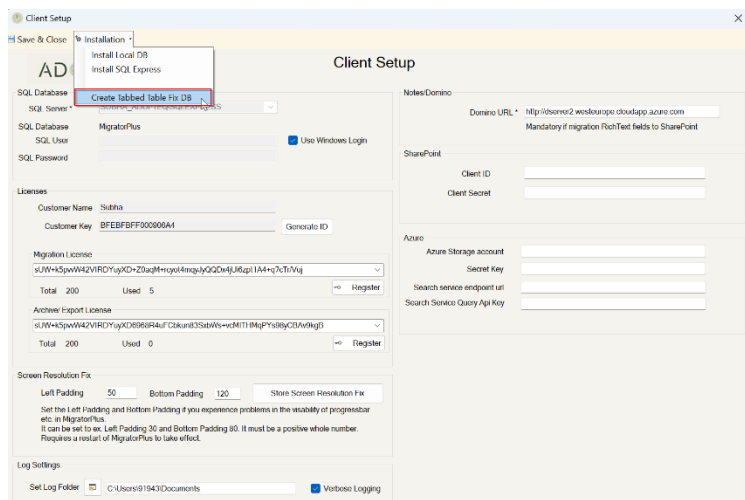 Client Setup
Save & Close Installation
Install Local DB
Install SQL Express
Create Tabbed Table Fix DB
AD
Client Setup
SQL Database
SQL Server *
SQL Database MigratorPlus
SQL User Use Windows Login
SQL Password
Notes/Domino
Domino URL * http://dserver2.westeurope.cloudapp.azure.com
Mandatory if migration RichText fields to SharePoint
SharePoint
Client ID
Client Secret
Licenses
Customer Name Subha
Customer Key BFEBFBFF000906A4 Generate ID
Migration License
Total 200 Used 5 Register
Archive/ Export License
Total 200 Used 0 Register
Azure
Azure Storage account
Secret Key
Search service endpoint url
Search Service Query Api Key
Screen Resolution Fix
Left Padding 50 Bottom Padding 120 Store Screen Resolution Fix
Set the Left Padding and Bottom Padding if you experience problems in the visability of progressbar
etc. in MigratorPlus.
It can be set to ex. Left Padding 30 and Bottom Padding 80. It must be a positive whole number.
Requires a restart of MigratorPlus to take effect.
Log Settings
Set Log Folder C:\Users\91943\Documents Verbose Logging